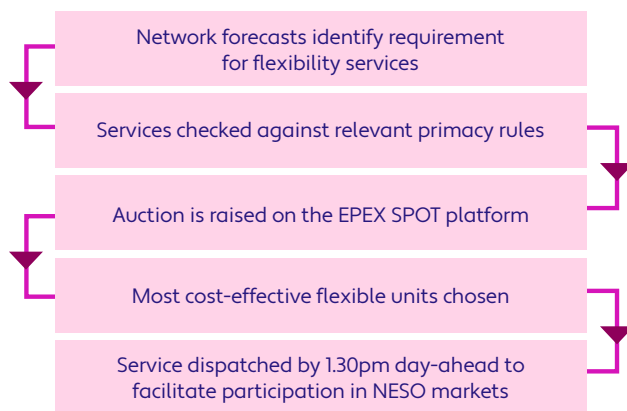 Network forecasts identify requirement
for flexibility services
Services checked against relevant primacy rules
Auction is raised on the EPEX SPOT platform
Most cost-effective flexible units chosen
Service dispatched by 1.30pm day-ahead to
facilitate participation in NESO markets